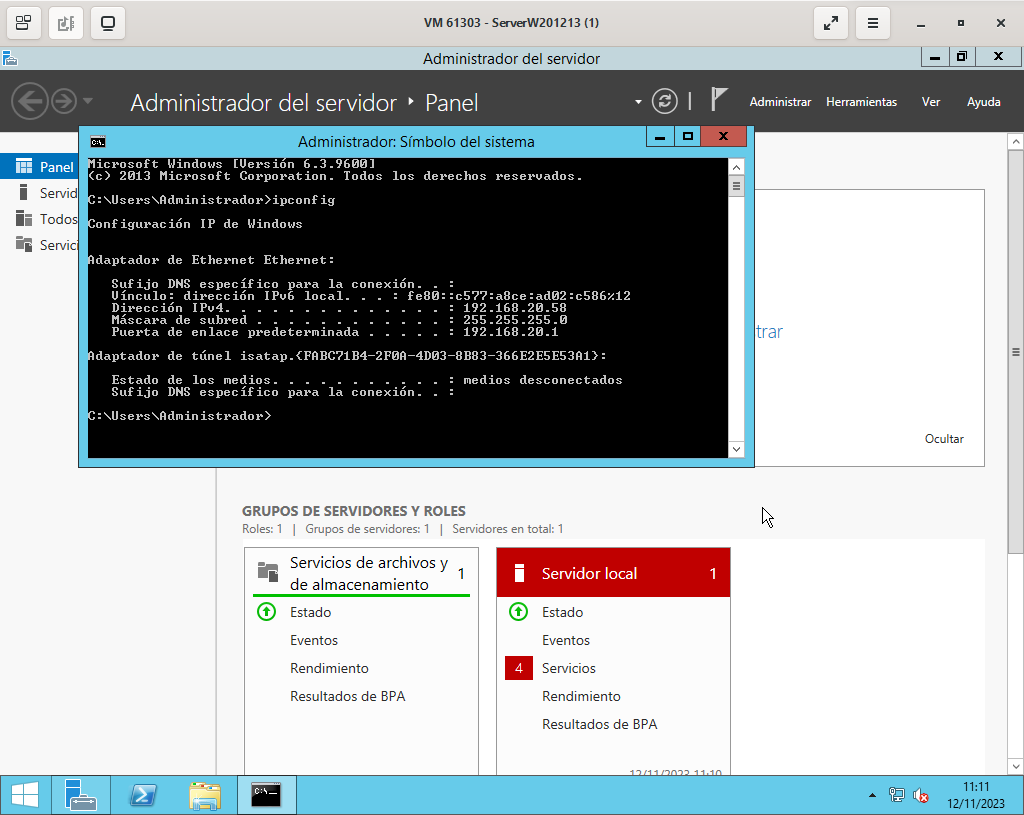 VM 61303 - ServerW201213 (1)
Administrador del servidor
Administrador del servidor ‣ Panel
Administrar Herramientas Ver Ayuda
Administrador: Símbolo del sistema
Panel
Servid
Todos
Servici
Microsoft Windows [Versión 6.3.9600]
(c) 2013 Microsoft Corporation. Todos los derechos reservados.
C:\Users\Administrador>ipconfig
Configuración IP de Windows
Adaptador de Ethernet Ethernet:
Sufijo DNS específico para la conexión. . :
Vínculo: dirección IPv6 local. . . : fe80::c577:a8ce:ad02:c586%12
Dirección IPv4. . . . . . . . . . . . . . : 192.168.20.58
Máscara de subred . . . . . . . . . . . . : 255.255.255.0
Puerta de enlace predeterminada . . . . . : 192.168.20.1
Adaptador de túnel isatap.{FABC71B4-2F0A-4D03-8B83-366E2E5E53A1}:
Estado de los medios. . . . . . . . . . . : medios desconectados
Sufijo DNS específico para la conexión. . :
C:\Users\Administrador>
trar
Ocultar
GRUPOS DE SERVIDORES Y ROLES
Roles: 1 | Grupos de servidores: 1 | Servidores en total: 1
Servicios de archivos y de almacenamiento 1
Estado
Eventos
Rendimiento
Resultados de BPA
Servidor local 1
Estado
Eventos
4 Servicios
Rendimiento
Resultados de BPA
12/11/2023 11:10
11:11
12/11/2023